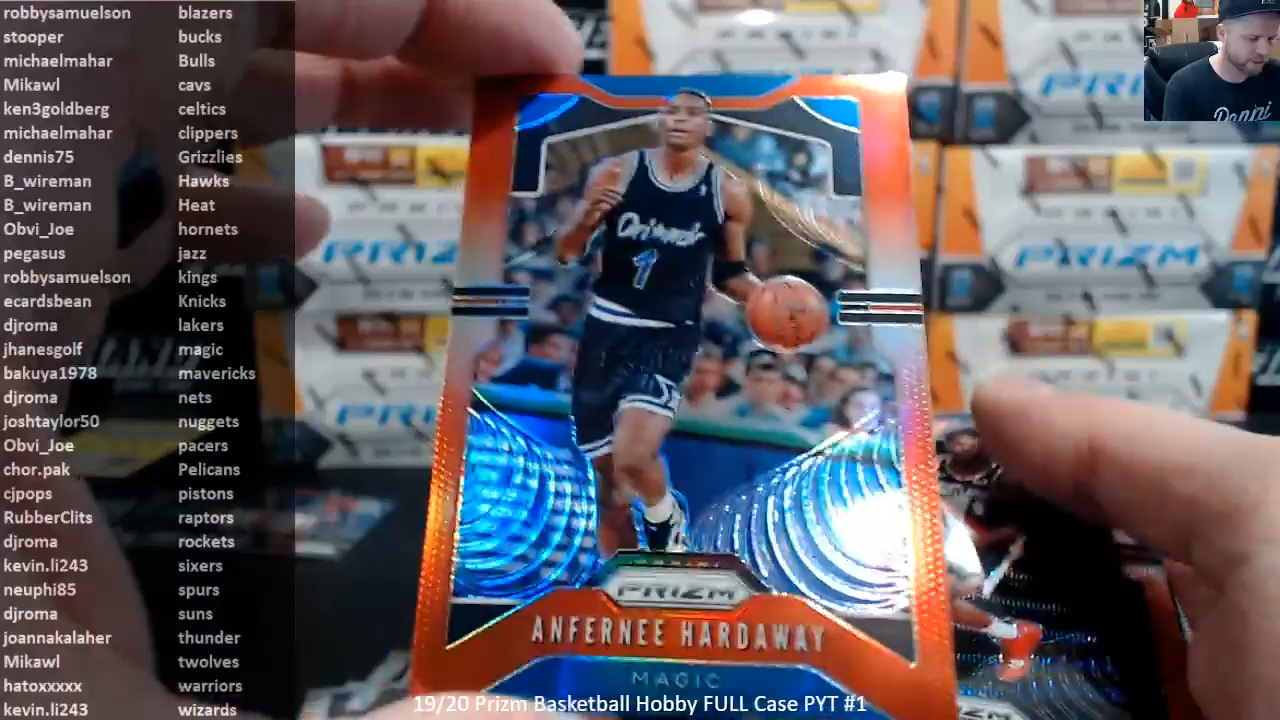 robbysamuelson blazers
stooper bucks
michaelmahar Bulls
Mikawl cavs
ken3goldberg celtics
michaelmahar clippers
dennis75 Grizzlies
B_wireman Hawks
B_wireman Heat
Obvi_Joe hornets
pegasus jazz
robbysamuelson kings
ecardsbean Knicks
djroma lakers
jhanesgolf magic
bakuya1978 mavericks
djroma nets
joshtaylor50 nuggets
Obvi_Joe pacers
chor.pak Pelicans
cjpops pistons
RubberClits raptors
djroma rockets
kevin.li243 sixers
neuphi85 spurs
djroma suns
joannakalaher thunder
Mikawl twolves
hatoxxxxx warriors
kevin.li243 wizards
Orlando
1
PRIZM
ANFERNEE HARDAWAY
MAGIC
PRIZM
PRIZM
19/20 Prizm Basketball Hobby FULL Case PYT #1